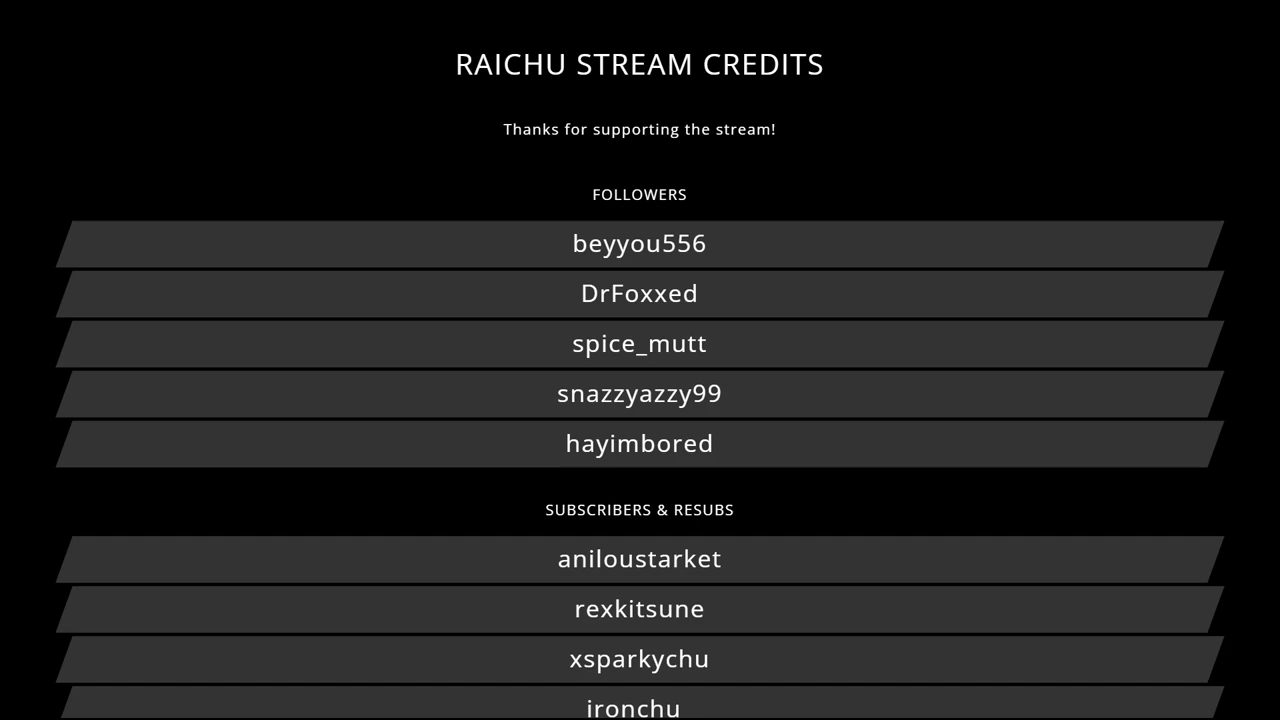 RAICHU STREAM CREDITS
Thanks for supporting the stream!
FOLLOWERS
beyyou556
DrFoxxed
spice_mutt
snazzyazzy99
hayimbored
SUBSCRIBERS & RESUBS
aniloustarket
rexkitsune
xsparkychu
ironchu